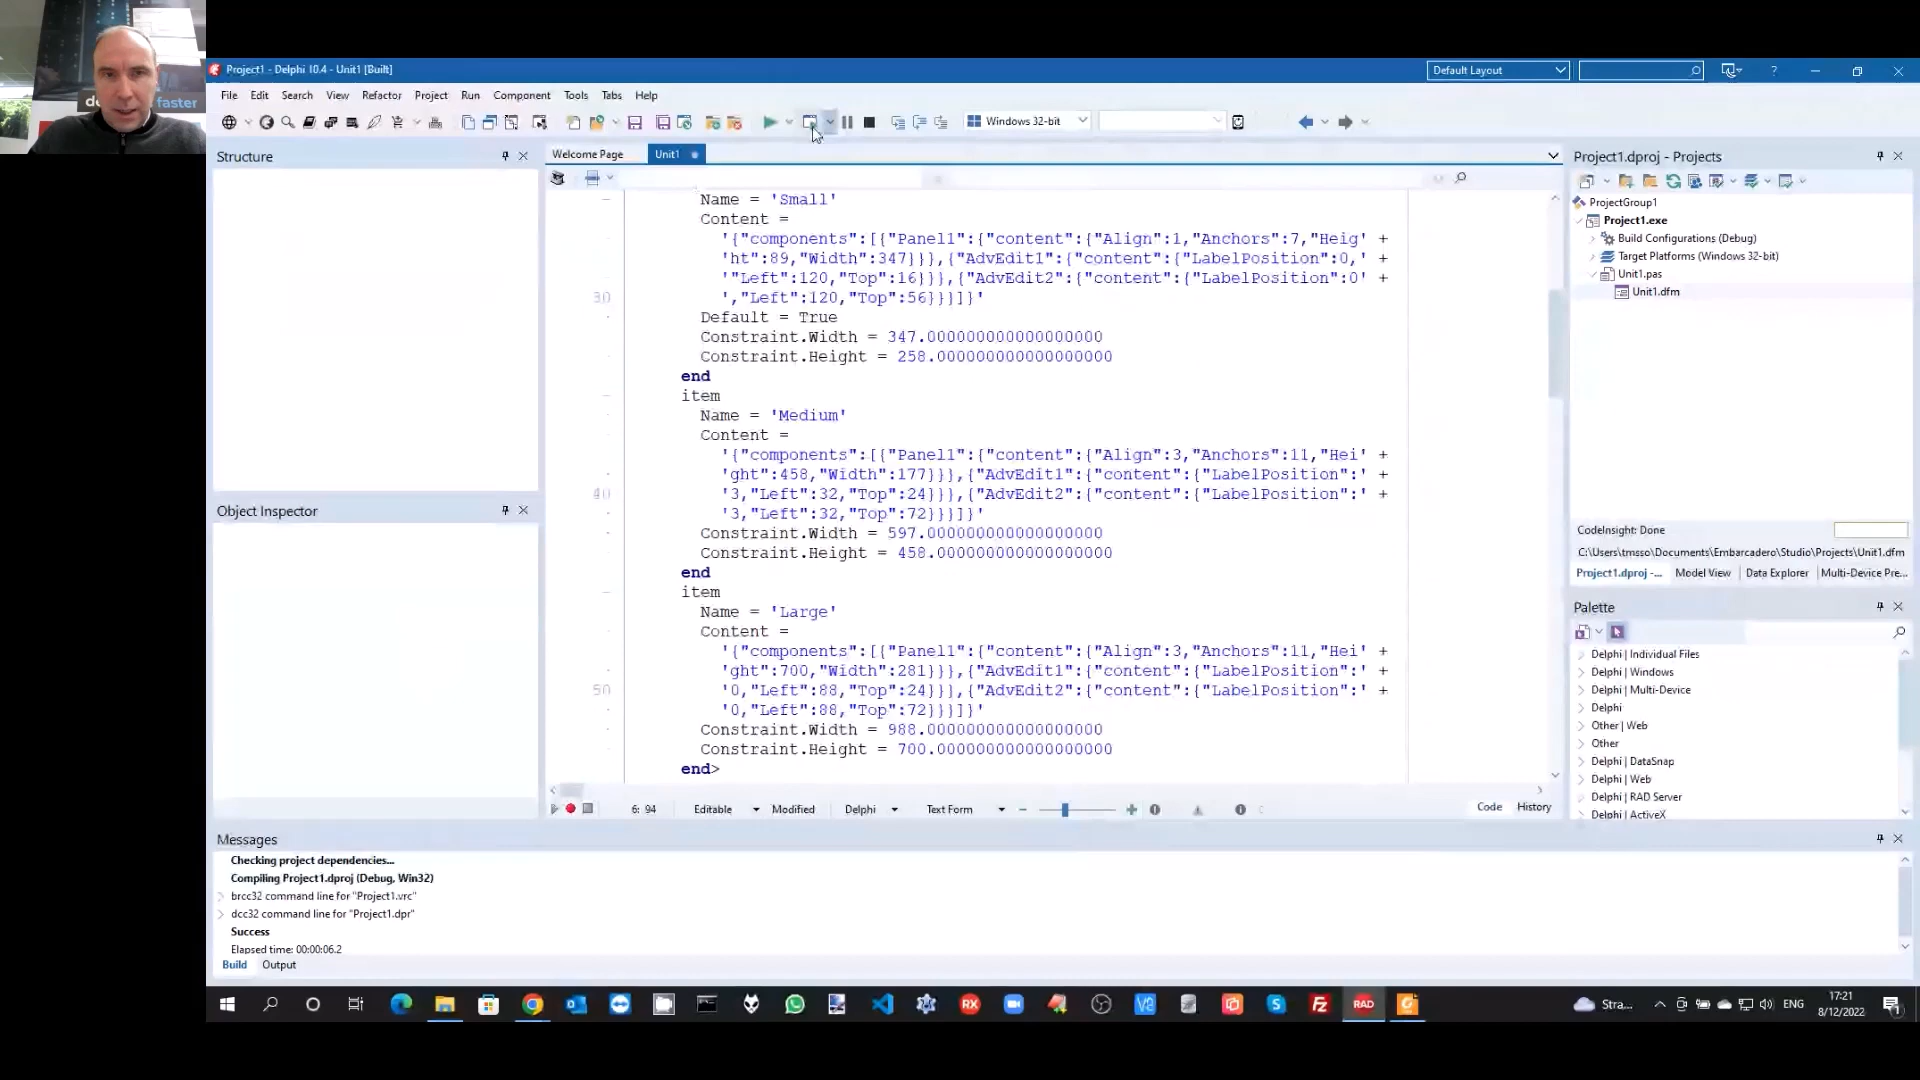 faster
Project1 - Delphi 10.4 - Unit1 [Built]
Default Layout
File Edit Search View Refactor Project Run Component Tools Tabs Help
Windows 32-bit
Structure
Welcome Page
Unit1
Name = 'Small'
Content =
'{"components":[{"Panel1":{"content":{"Align":1,"Anchors":7,"Heig' +
'ht":89,"Width":347}}},{"AdvEdit1":{"content":{"LabelPosition":0,' +
'"Left":120,"Top":16}}},{"AdvEdit2":{"content":{"LabelPosition":0' +
30
',"Left":120,"Top":56}}}]}'
Default = True
Constraint.Width = 347.000000000000000000
Constraint.Height = 258.000000000000000000
end
item
Name = 'Medium'
Content =
'{"components":[{"Panel1":{"content":{"Align":3,"Anchors":11,"Hei' +
'ght":458,"Width":177}}},{"AdvEdit1":{"content":{"LabelPosition":' +
40
'3,"Left":32,"Top":24}}},{"AdvEdit2":{"content":{"LabelPosition":' +
'3,"Left":32,"Top":72}}}]}'
Constraint.Width = 597.000000000000000000
Constraint.Height = 458.000000000000000000
end
item
Name = 'Large'
Content =
'{"components":[{"Panel1":{"content":{"Align":3,"Anchors":11,"Hei' +
'ght":700,"Width":281}}},{"AdvEdit1":{"content":{"LabelPosition":' +
50
'0,"Left":88,"Top":24}}},{"AdvEdit2":{"content":{"LabelPosition":' +
'0,"Left":88,"Top":72}}}]}'
Constraint.Width = 988.000000000000000000
Constraint.Height = 700.000000000000000000
end>
Object Inspector
6: 94 Editable Modified Delphi Text Form
Code History
Project1.dproj - Projects
ProjectGroup1
Project1.exe
Build Configurations (Debug)
Target Platforms (Windows 32-bit)
Unit1.pas
Unit1.dfm
CodeInsight: Done
C:\Users\tmsso\Documents\Embarcadero\Studio\Projects\Unit1.dfm
Project1.dproj -... Model View Data Explorer Multi-Device Pre...
Palette
Delphi | Individual Files
Delphi | Windows
Delphi | Multi-Device
Delphi
Other | Web
Other
Delphi | DataSnap
Delphi | Web
Delphi | RAD Server
Delphi | ActiveX
Messages
Checking project dependencies...
Compiling Project1.dproj (Debug, Win32)
brcc32 command line for "Project1.vrc"
dcc32 command line for "Project1.dpr"
Success
Elapsed time: 00:00:06.2
Build Output
RX
RAD
Stra...
ENG
17:21
8/12/2022